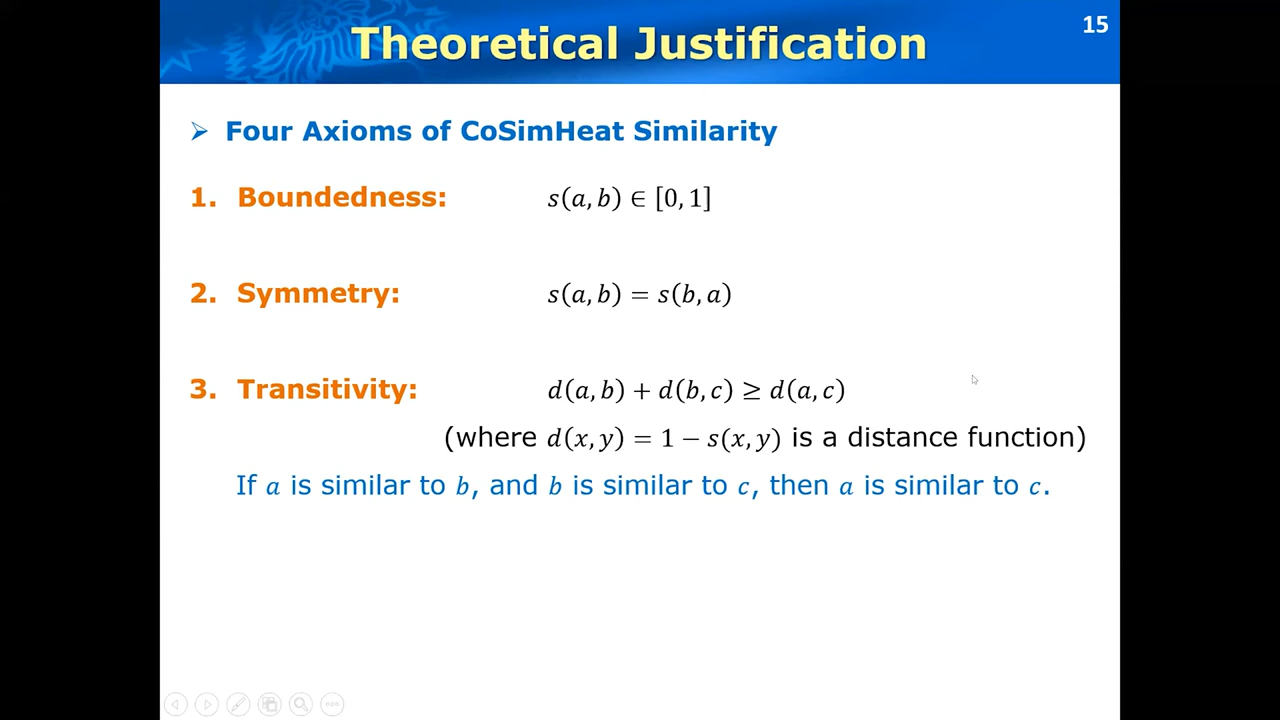 Theoretical Justification
15
➢ Four Axioms of CoSimHeat Similarity
1. Boundedness: s(a, b) ∈ [0, 1]
2. Symmetry: s(a, b) = s(b, a)
3. Transitivity: d(a, b) + d(b, c) ≥ d(a, c)
(where d(x, y) = 1 − s(x, y) is a distance function)
If a is similar to b, and b is similar to c, then a is similar to c.